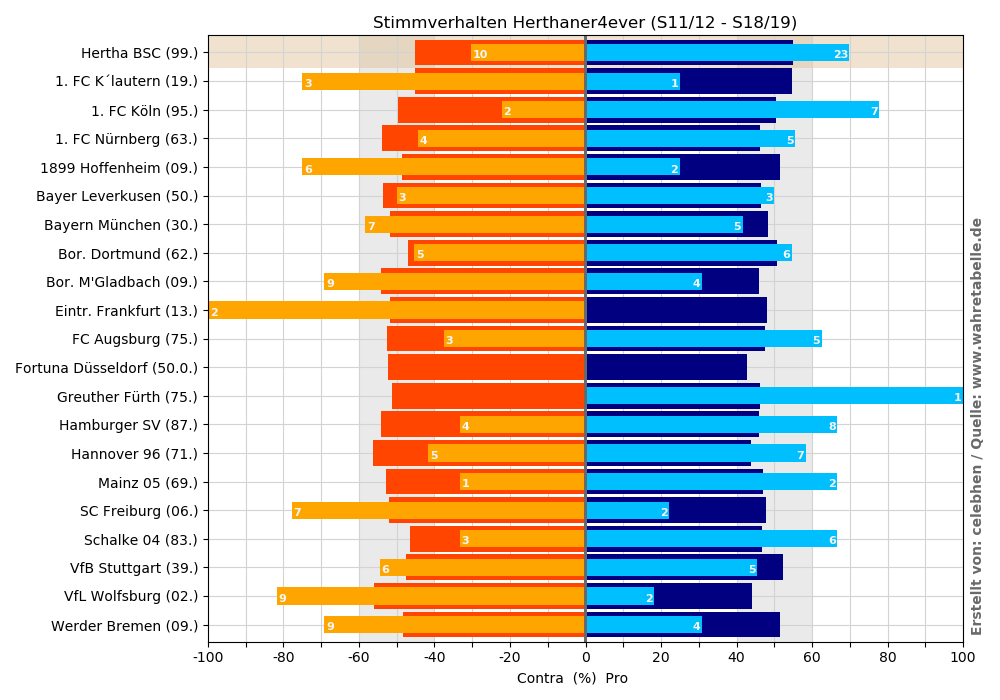 Stimmverhalten Herthaner4ever (S11/12 - S18/19)
Hertha BSC (99.) 10 23
1. FC K´lautern (19.) 3 1
1. FC Köln (95.) 2 7
1. FC Nürnberg (63.) 4 5
1899 Hoffenheim (09.) 6 2
Bayer Leverkusen (50.) 3 3
Bayern München (30.) 7 5
Bor. Dortmund (62.) 5 6
Bor. M'Gladbach (09.) 9 4
Eintr. Frankfurt (13.) 2
FC Augsburg (75.) 3 5
Fortuna Düsseldorf (50.0.)
Greuther Fürth (75.) 1
Hamburger SV (87.) 4 8
Hannover 96 (71.) 5 7
Mainz 05 (69.) 1 2
SC Freiburg (06.) 7 2
Schalke 04 (83.) 3 6
VfB Stuttgart (39.) 6 5
VfL Wolfsburg (02.) 9 2
Werder Bremen (09.) 9 4
-100 -80 -60 -40 -20 0 20 40 60 80 100
Contra (%) Pro
Erstellt von: celebhen / Quelle: www.wahretabelle.de